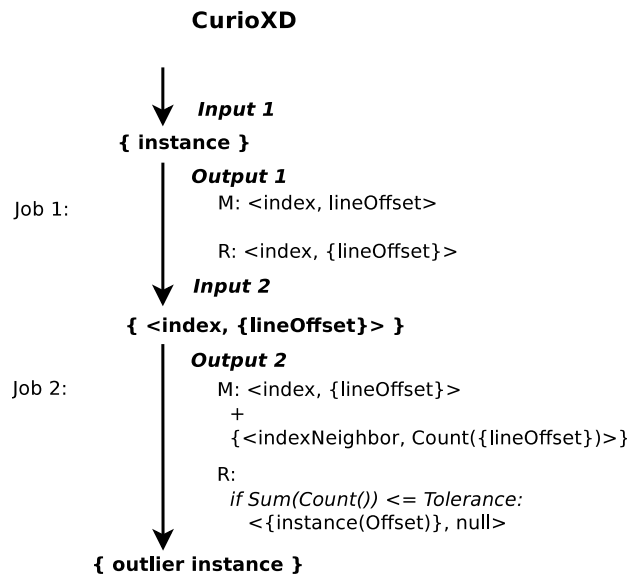 CurioXD
Input 1
{ instance }
Output 1
Job 1:
M: <index, lineOffset>
R: <index, {lineOffset}>
Input 2
{ <index, {lineOffset}> }
Output 2
Job 2:
M: <index, {lineOffset}>
+
{<indexNeighbor, Count({lineOffset})>}
R:
if Sum(Count()) <= Tolerance:
<{instance(Offset)}, null>
{ outlier instance }